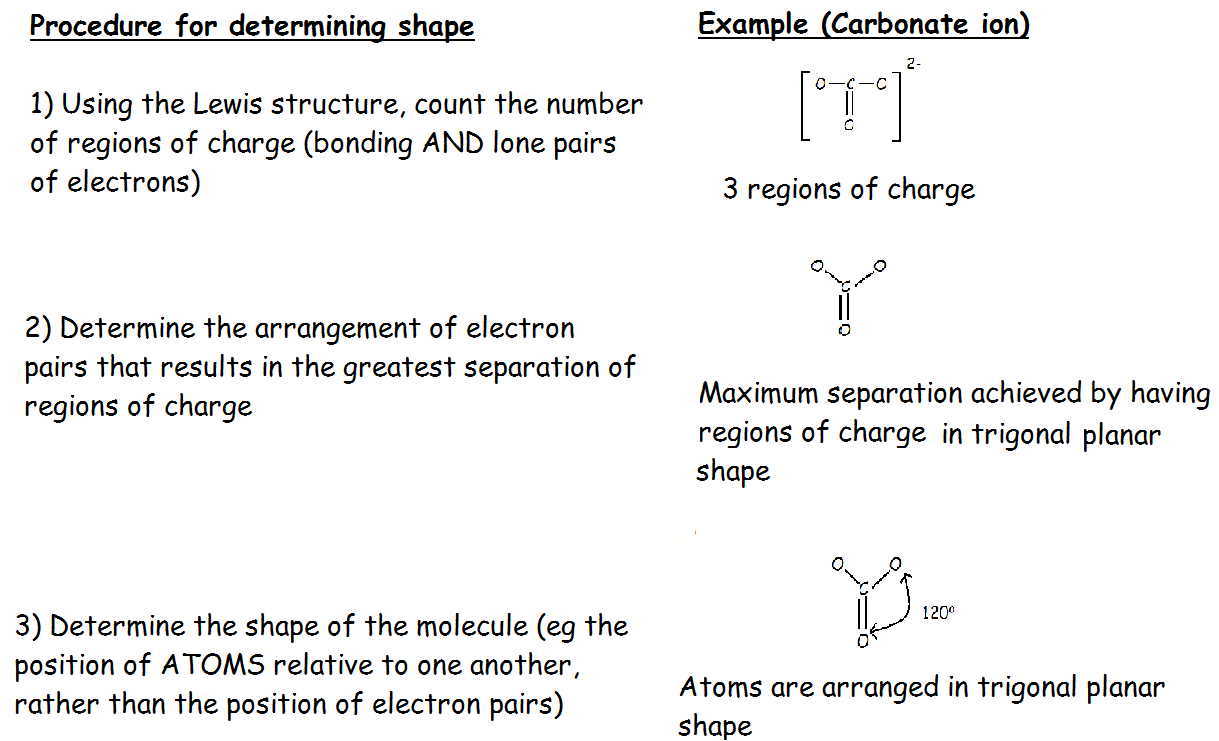 Procedure for determining shape
1) Using the Lewis structure, count the number
of regions of charge (bonding AND lone pairs
of electrons)
2) Determine the arrangement of electron
pairs that results in the greatest separation of
regions of charge
3) Determine the shape of the molecule (eg the
position of ATOMS relative to one another,
rather than the position of electron pairs)
Example (Carbonate ion)
2-
O—C—O
O
3 regions of charge
O O
C
O
Maximum separation achieved by having
regions of charge in trigonal planar
shape
O O
C
120°
O
Atoms are arranged in trigonal planar
shape